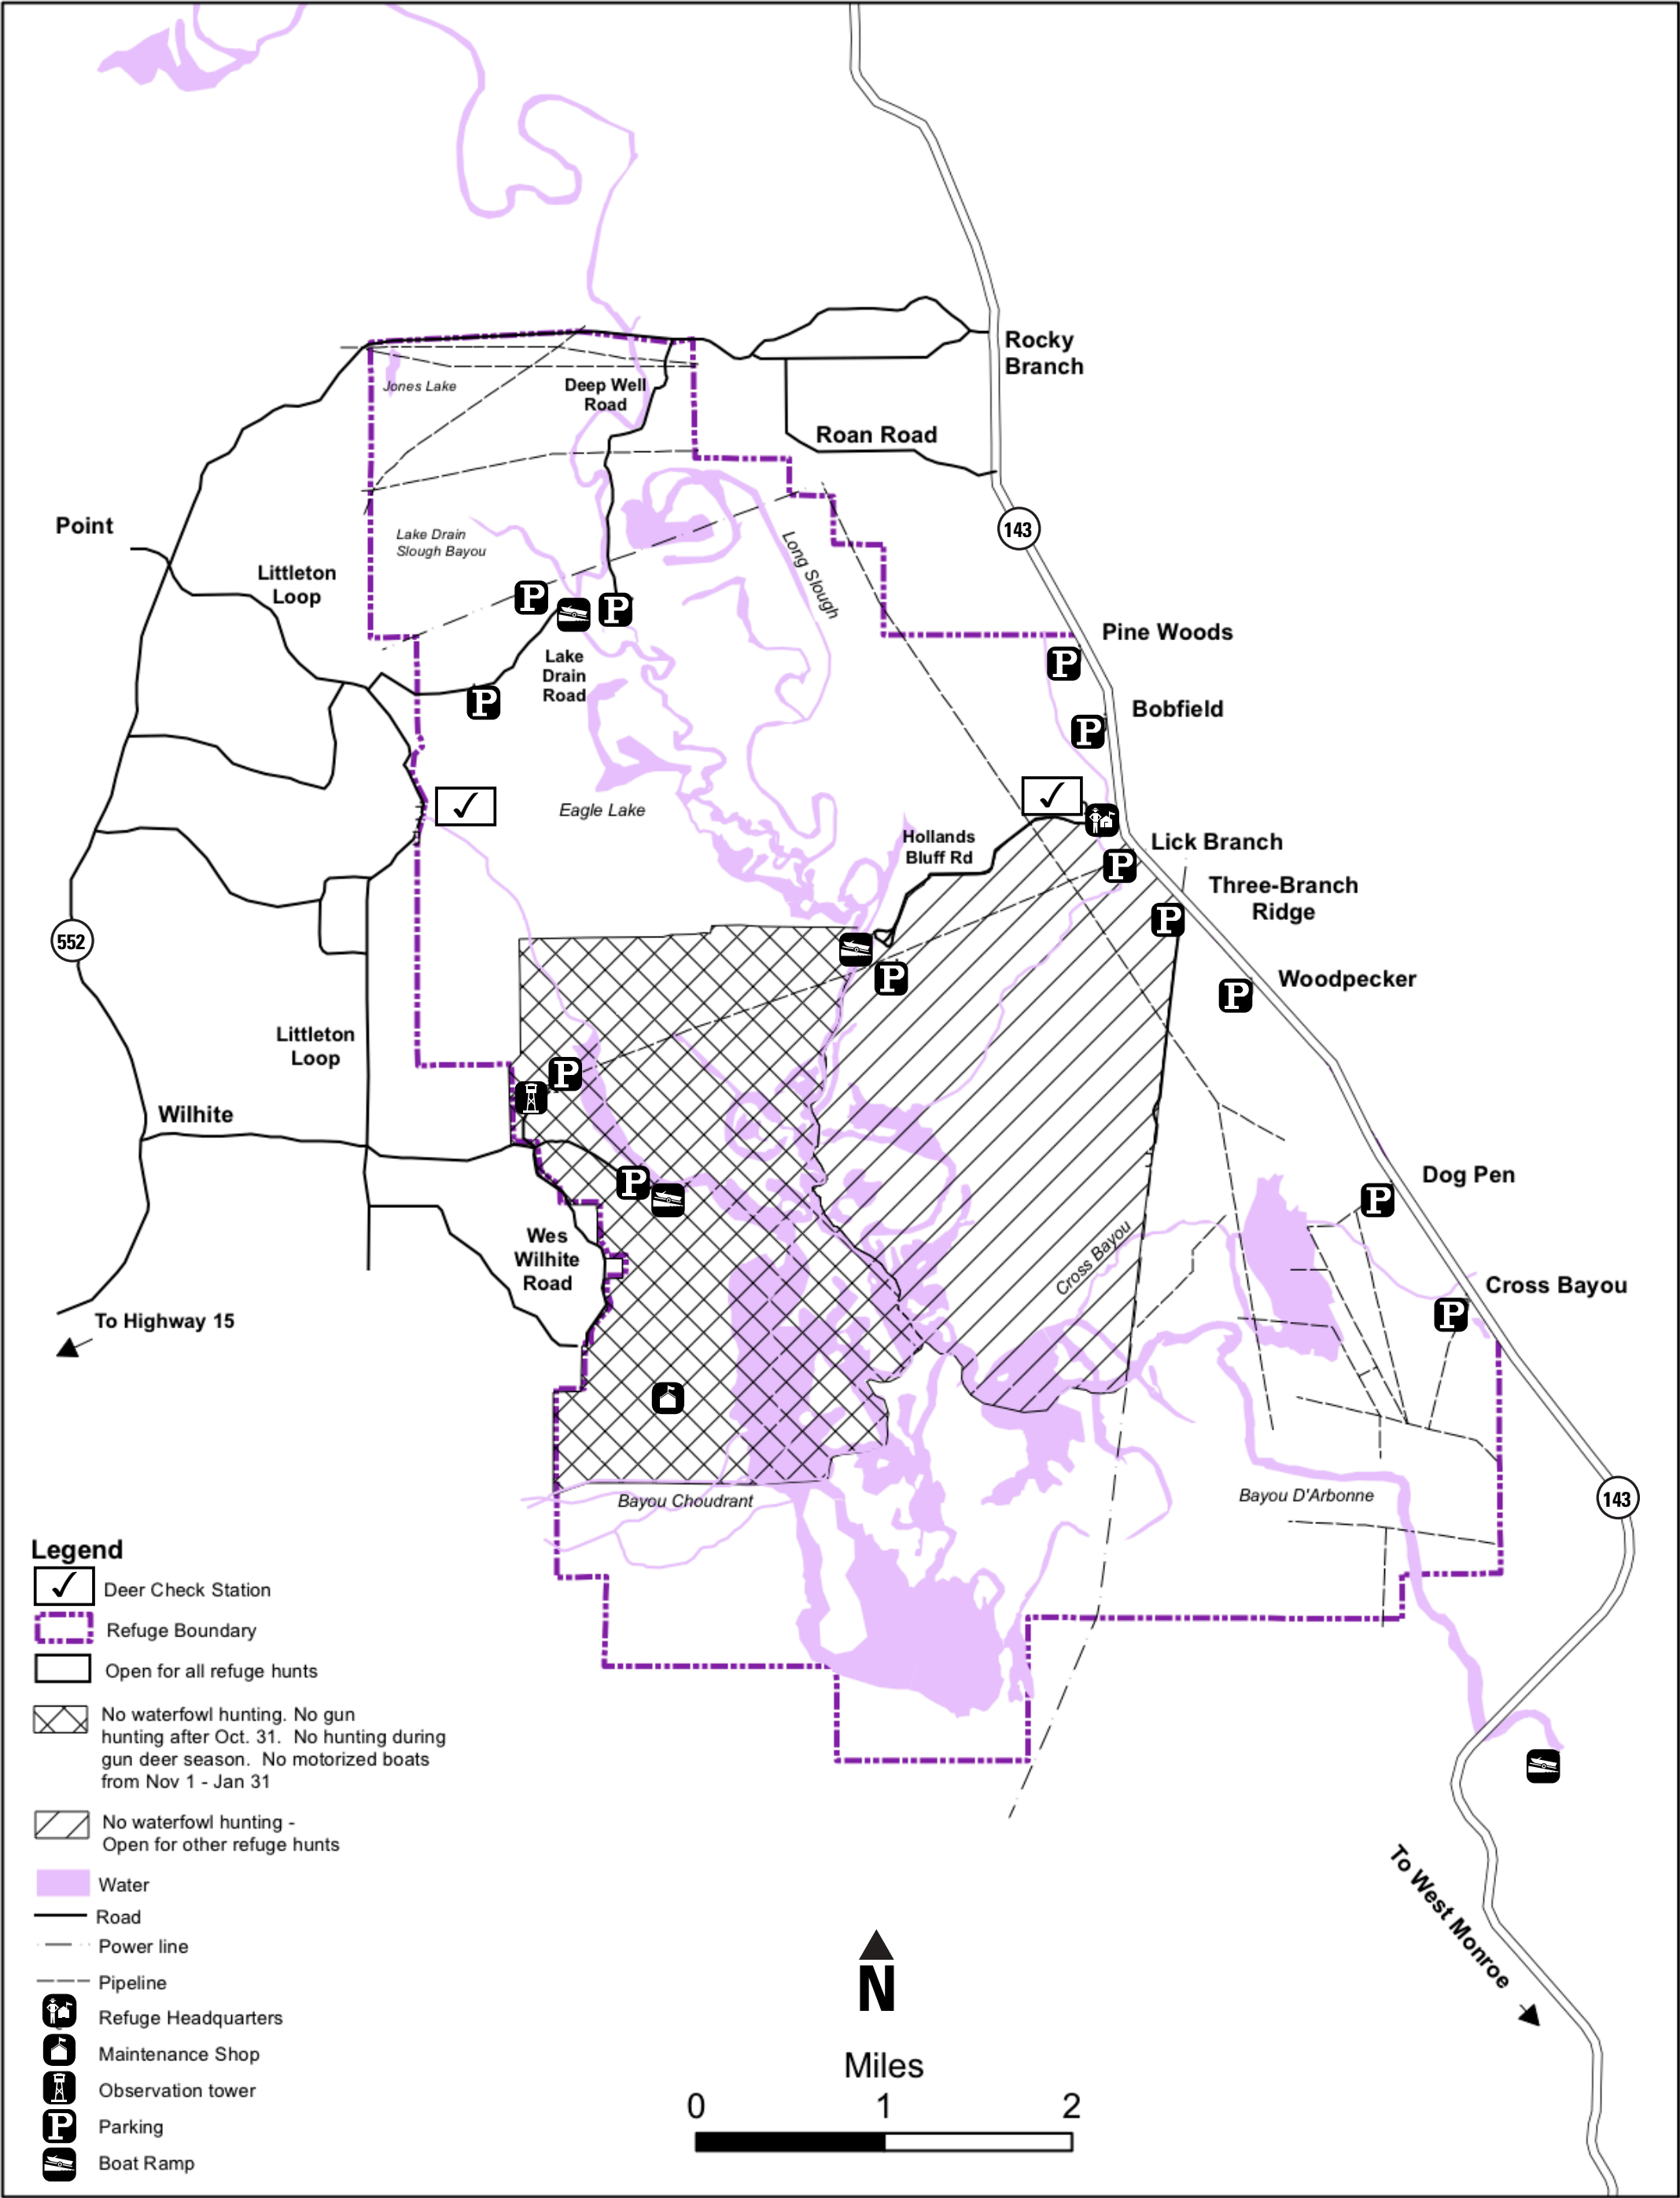 Rocky
Branch
Jones Lake
Deep Well
Road
Roan Road
143
Point
Lake Drain
Slough Bayou
Long Slough
Littleton
Loop
P
P
Pine Woods
Lake
Drain
Road
P
P
Bobfield
P
✓
✓
Eagle Lake
Hollands
Bluff Rd
Lick Branch
P
Three-Branch
Ridge
P
552
P
Woodpecker
P
Littleton
Loop
P
Wilhite
Dog Pen
P
P
Wes
Wilhite
Road
Cross Bayou
Cross Bayou
P
To Highway 15
Bayou Choudrant
Bayou D'Arbonne
143
Legend
✓ Deer Check Station
Refuge Boundary
Open for all refuge hunts
No waterfowl hunting. No gun
hunting after Oct. 31. No hunting during
gun deer season. No motorized boats
from Nov 1 - Jan 31
No waterfowl hunting -
Open for other refuge hunts
Water
Road
Power line
Pipeline
Refuge Headquarters
Maintenance Shop
Observation tower
P Parking
Boat Ramp
To West Monroe
N
Miles
0 1 2